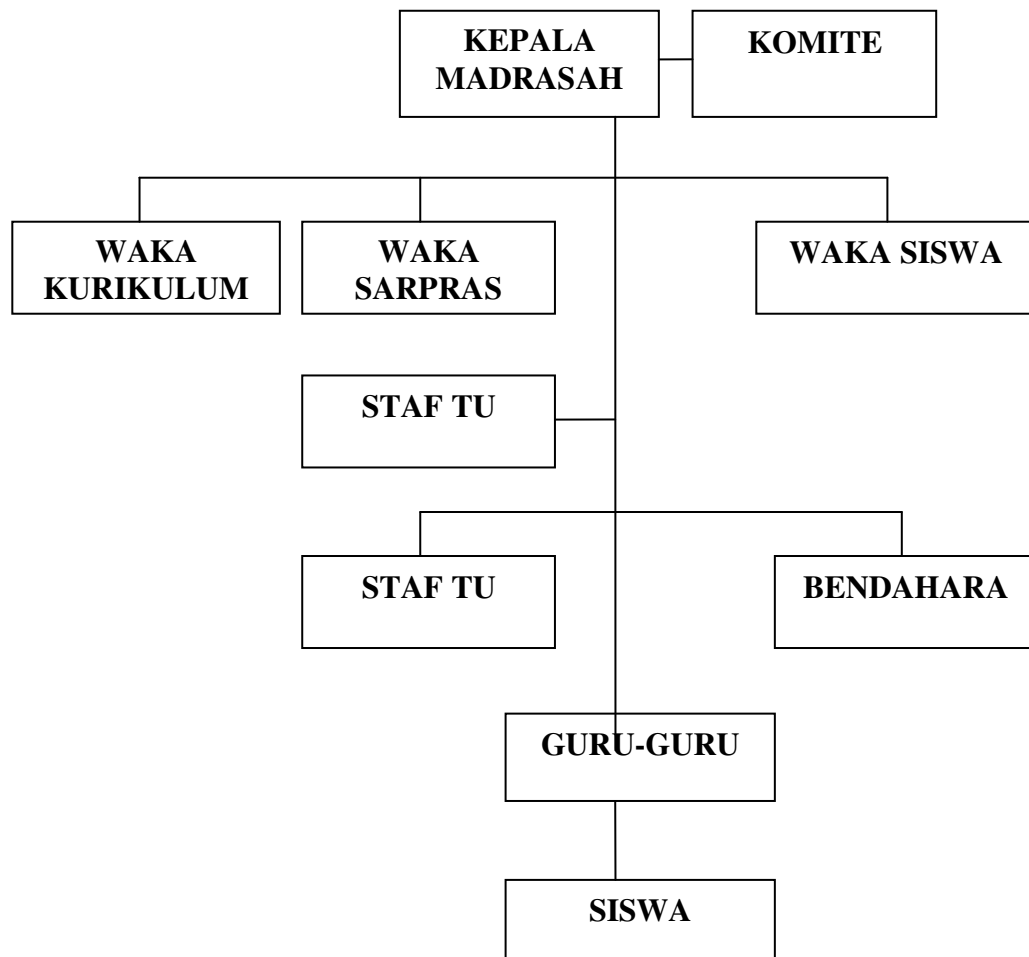 KEPALA
MADRASAH
KOMITE
WAKA
KURIKULUM
WAKA
SARPRAS
WAKA SISWA
STAF TU
STAF TU
BENDAHARA
GURU-GURU
SISWA